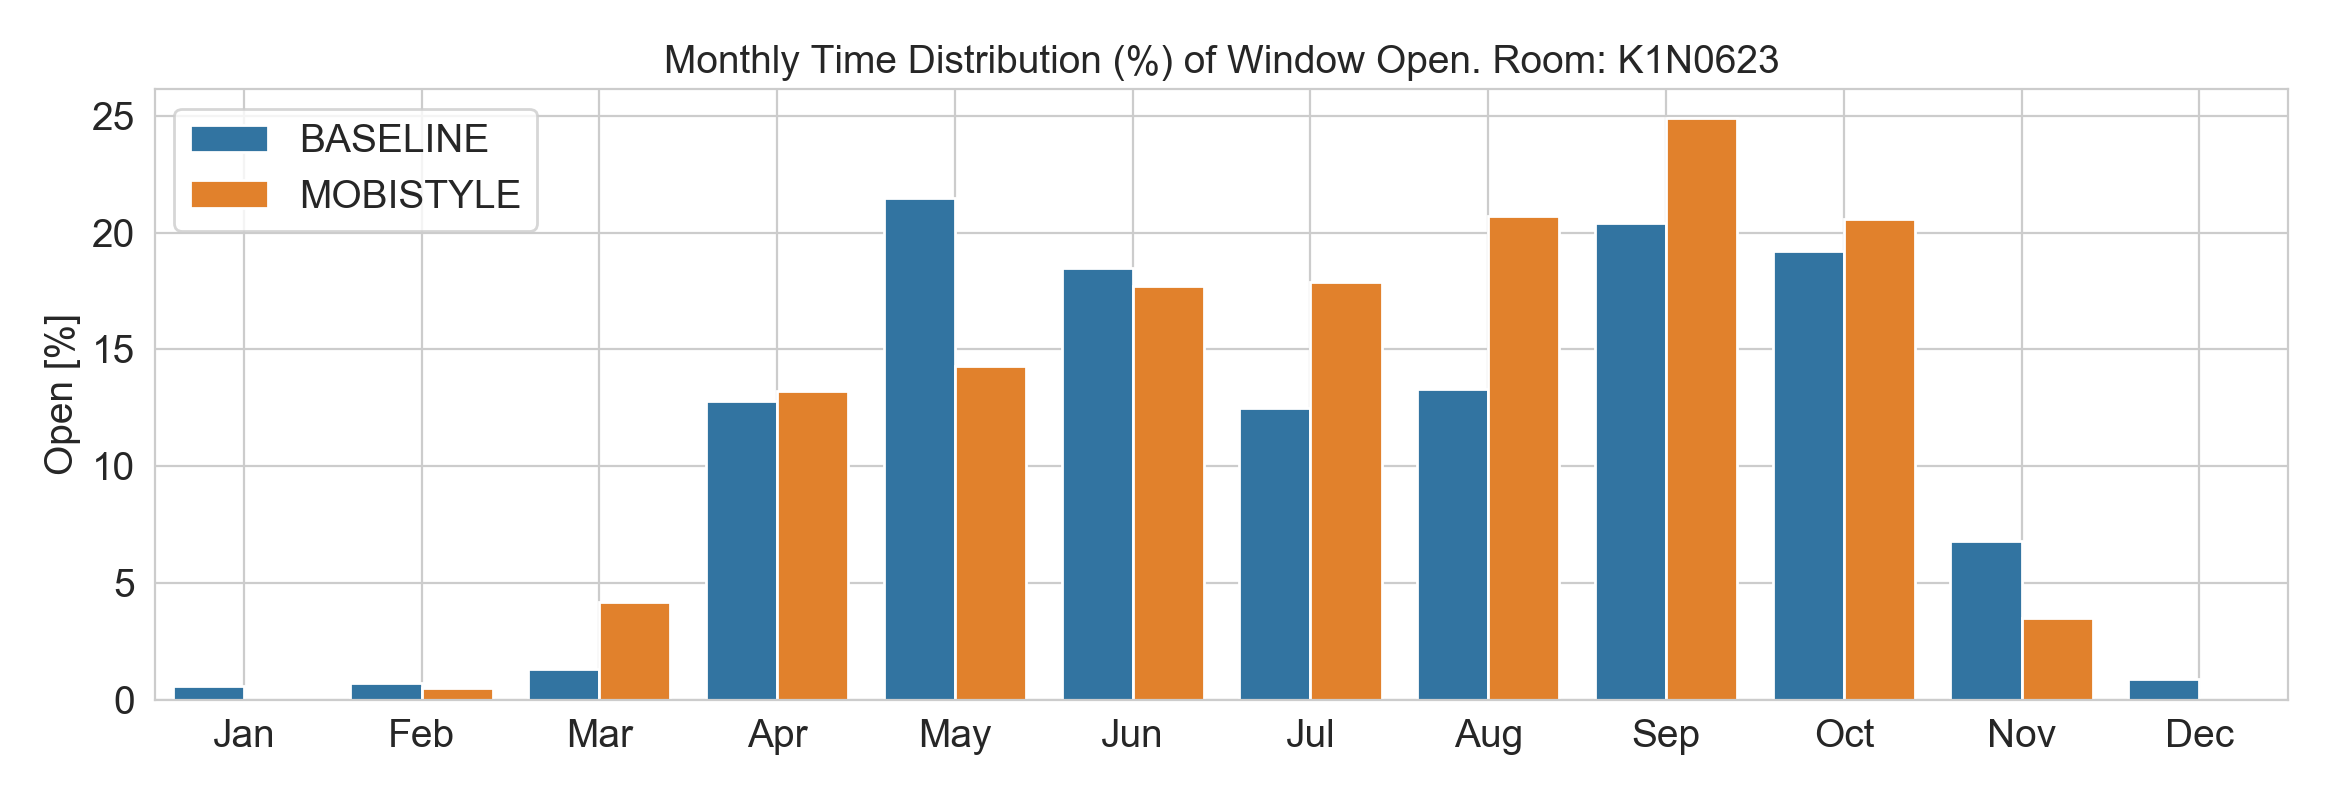 Monthly Time Distribution (%) of Window Open. Room: K1N0623
BASELINE
MOBISTYLE
Open [%]
25
20
15
10
5
0
Jan Feb Mar Apr May Jun Jul Aug Sep Oct Nov Dec